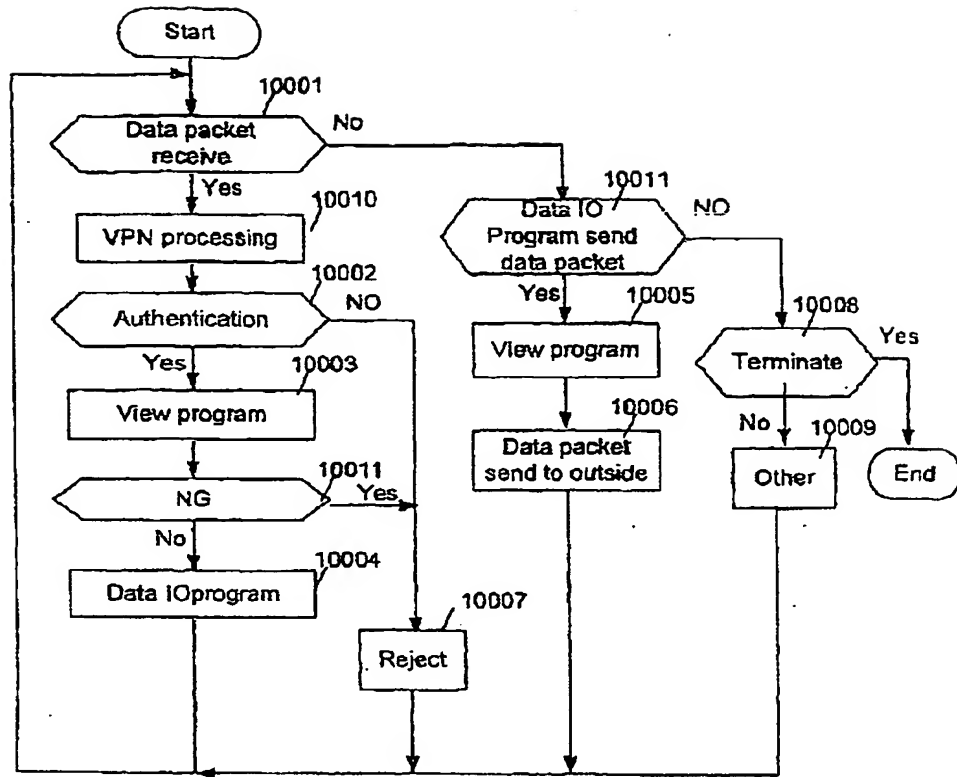 Start
10001
Data packet
receive
No
Yes
10010
VPN processing
10002
Authentication
NO
Yes
10003
View program
10011
NG
Yes
No
10004
Data IOprogram
10007
Reject
10011
Data IO
Program send
data packet
NO
Yes
10005
View program
10006
Data packet
send to outside
10008
Terminate
Yes
No
10009
Other
End